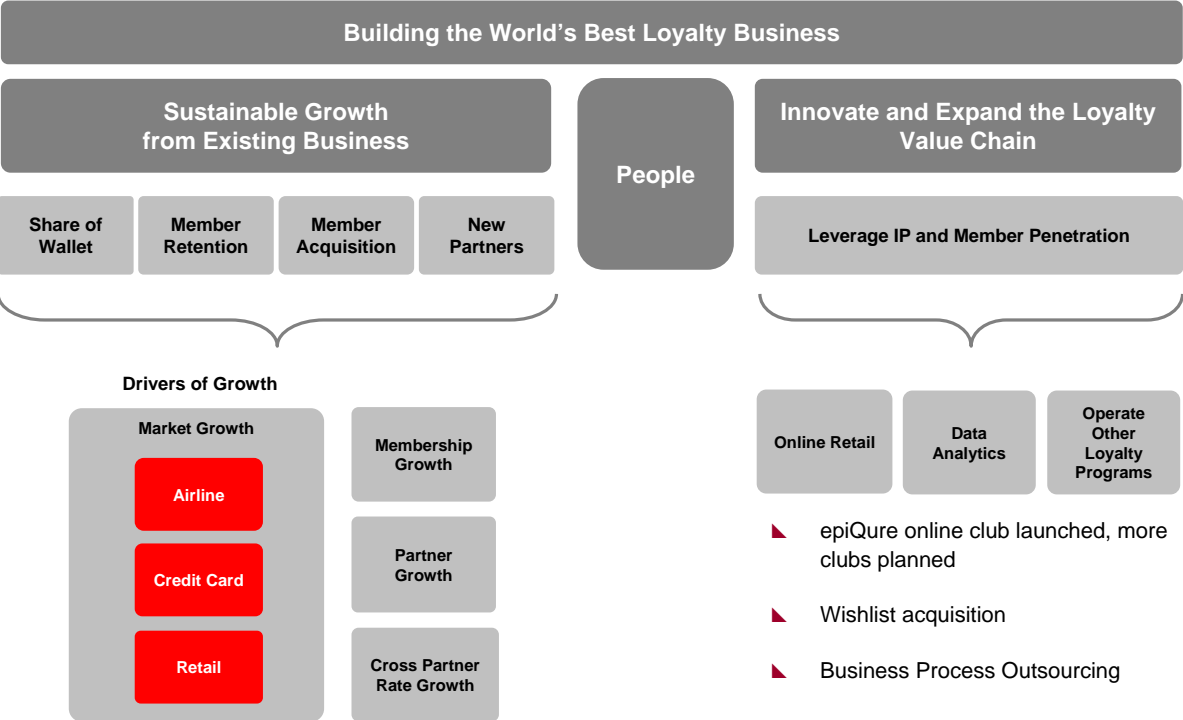 Building the World's Best Loyalty Business
Sustainable Growth
from Existing Business
People
Innovate and Expand the Loyalty
Value Chain
Share of
Wallet
Member
Retention
Member
Acquisition
New
Partners
Leverage IP and Member Penetration
Drivers of Growth
Market Growth
Airline
Credit Card
Retail
Membership
Growth
Partner
Growth
Cross Partner
Rate Growth
Online Retail
Data
Analytics
Operate
Other
Loyalty
Programs
epiQure online club launched, more
clubs planned
Wishlist acquisition
Business Process Outsourcing